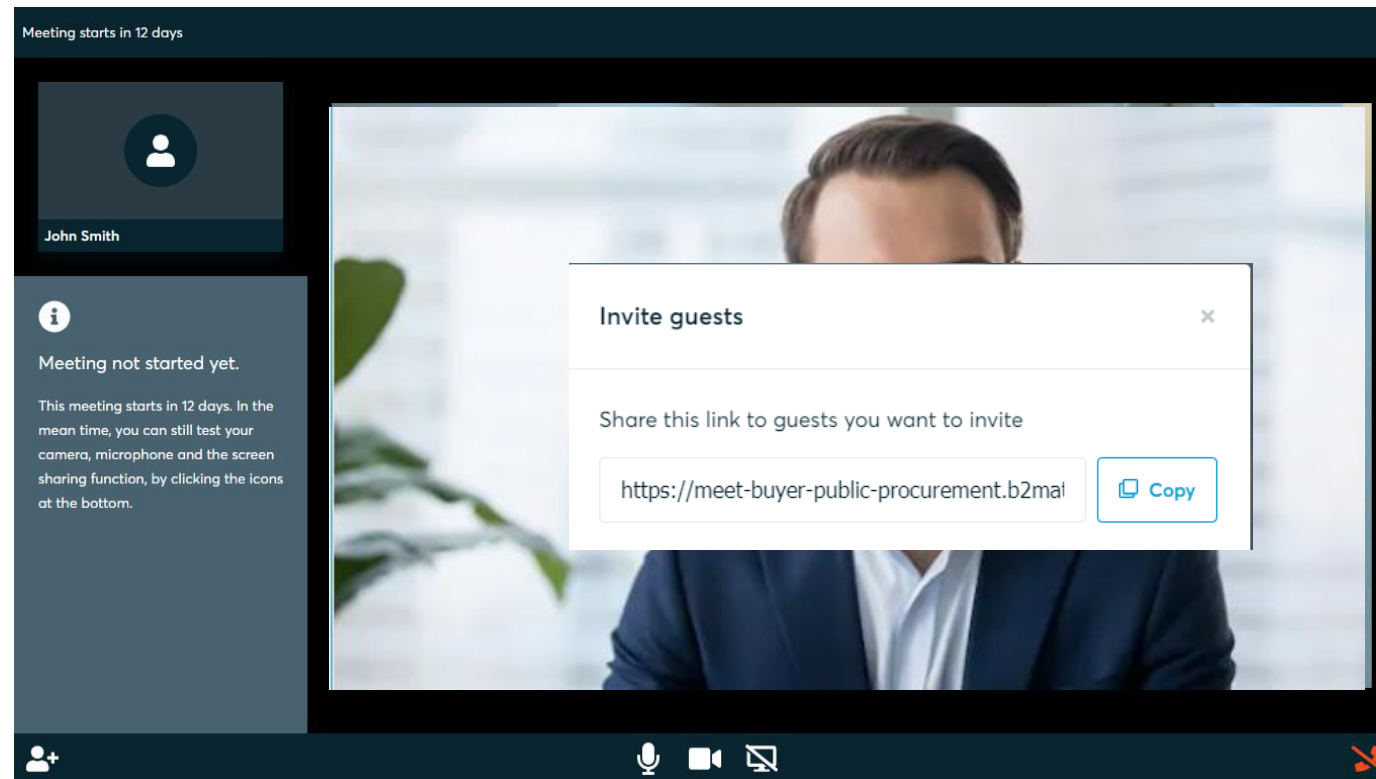 Meeting starts in 12 days
John Smith
Meeting not started yet.
This meeting starts in 12 days. In the
mean time, you can still test your
camera, microphone and the screen
sharing function, by clicking the icons
at the bottom.
Invite guests
Share this link to guests you want to invite
https://meet-buyer-public-procurement.b2mat
Copy